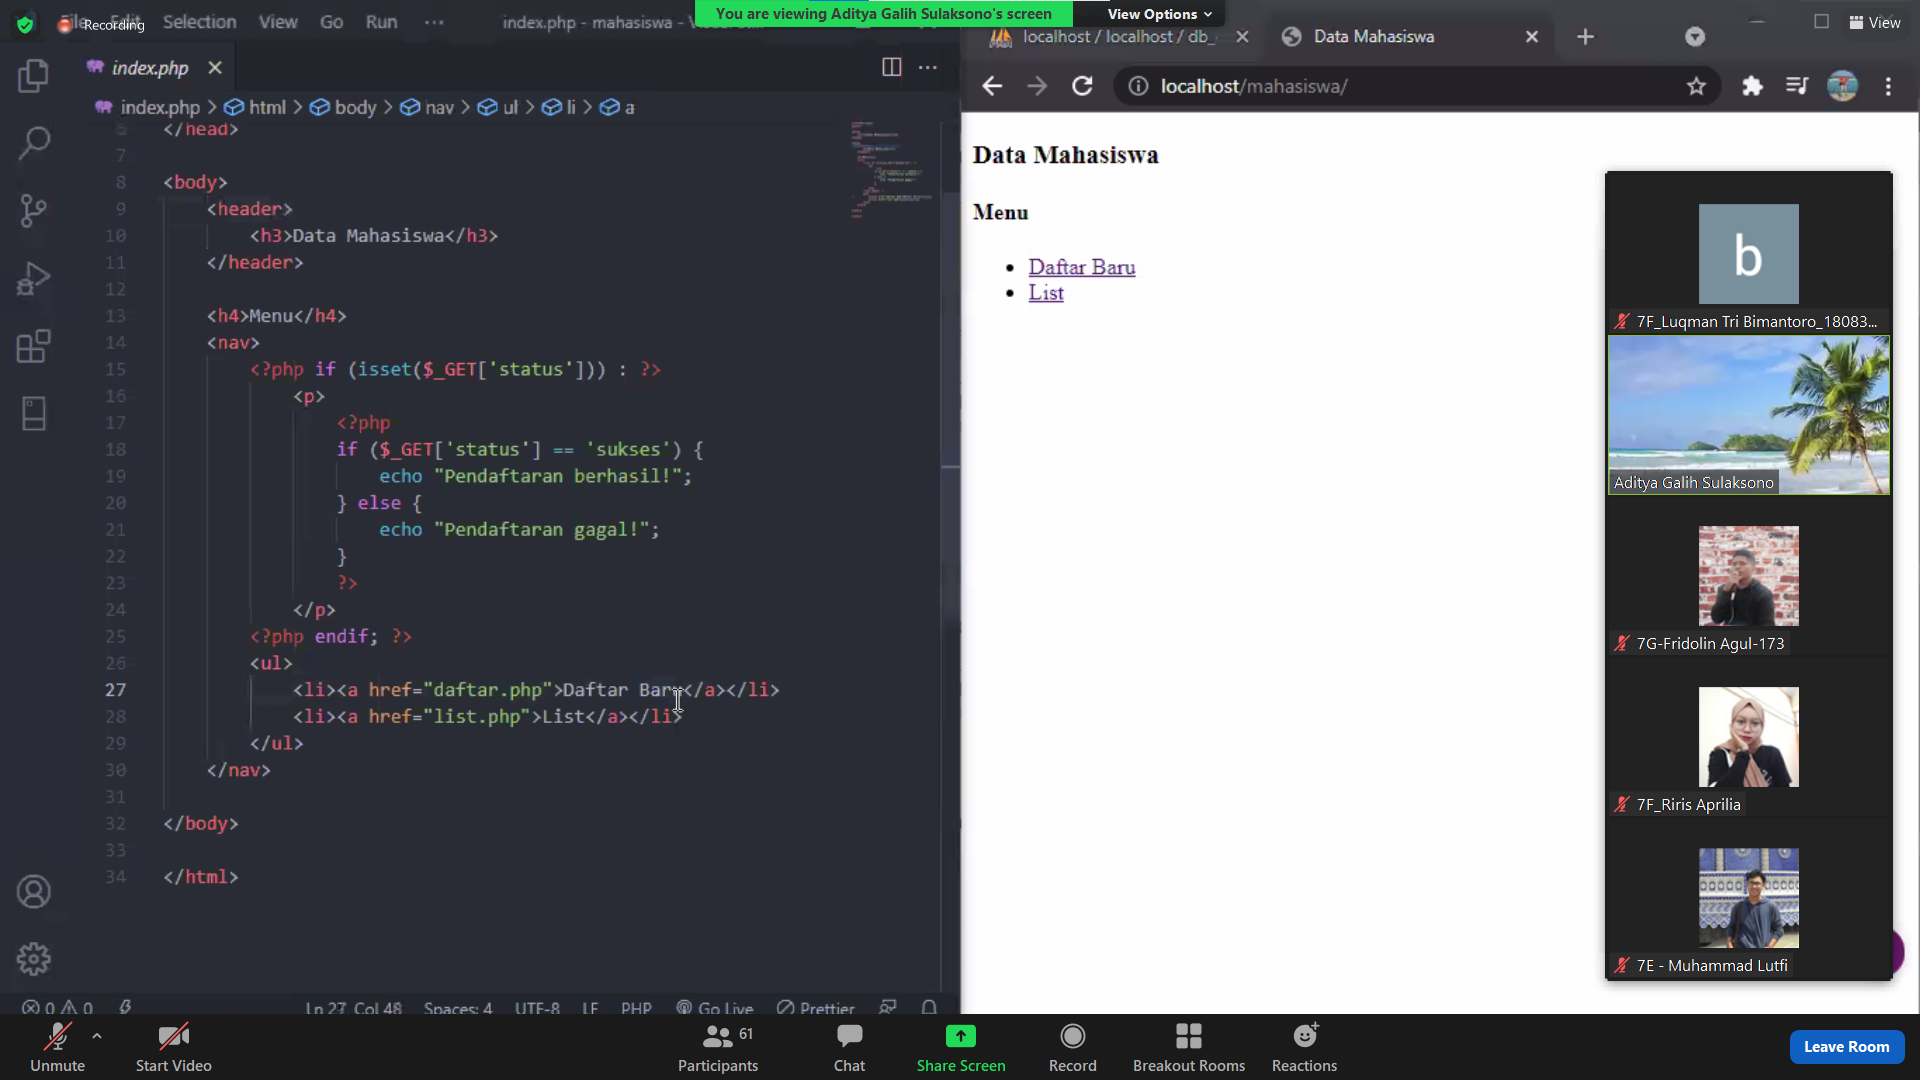 Recording
Selection
View
Go
Run
...
index.php - mahasiswa -
You are viewing Aditya Galih Sulaksono's screen
View Options
localhost / localhost / db_
Data Mahasiswa
View
index.php
localhost/mahasiswa/
index.php > html > body > nav > ul > li > a
</head>
7
8 <body>
9 <header>
10 <h3>Data Mahasiswa</h3>
11 </header>
12
13 <h4>Menu</h4>
14 <nav>
15 <?php if (isset($_GET['status'])) : ?>
16 <p>
17 <?php
18 if ($_GET['status'] == 'sukses') {
19 echo "Pendaftaran berhasil!";
20 } else {
21 echo "Pendaftaran gagal!";
22 }
23 ?>
24 </p>
25 <?php endif; ?>
26 <ul>
27 <li><a href="daftar.php">Daftar Baru</a></li>
28 <li><a href="list.php">List</a></li>
29 </ul>
30 </nav>
31
32 </body>
33
34 </html>
0 0
Ln 27, Col 48
Spaces: 4
UTF-8
LF
PHP
Go Live
Prettier
Data Mahasiswa
Menu
Daftar Baru
List
b
7F_Luqman Tri Bimantoro_18083...
Aditya Galih Sulaksono
7G-Fridolin Agul-173
7F_Riris Aprilia
7E - Muhammad Lutfi
Unmute
Start Video
61
Participants
Chat
Share Screen
Record
Breakout Rooms
Reactions
Leave Room